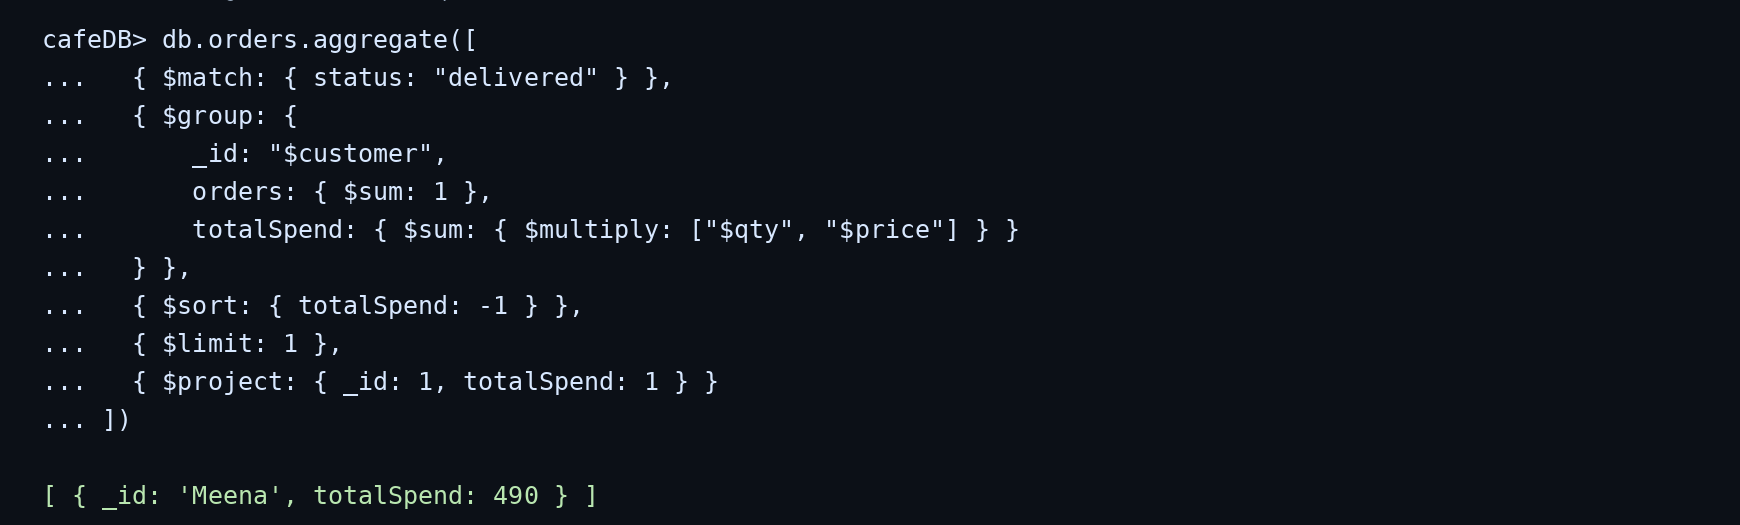 cafeDB> db.orders.aggregate([
...   { $match: { status: "delivered" } },
...   { $group: {
...       _id: "$customer",
...       orders: { $sum: 1 },
...       totalSpend: { $sum: { $multiply: ["$qty", "$price"] } }
...   } },
...   { $sort: { totalSpend: -1 } },
...   { $limit: 1 },
...   { $project: { _id: 1, totalSpend: 1 } }
... ])
[ { _id: 'Meena', totalSpend: 490 } ]